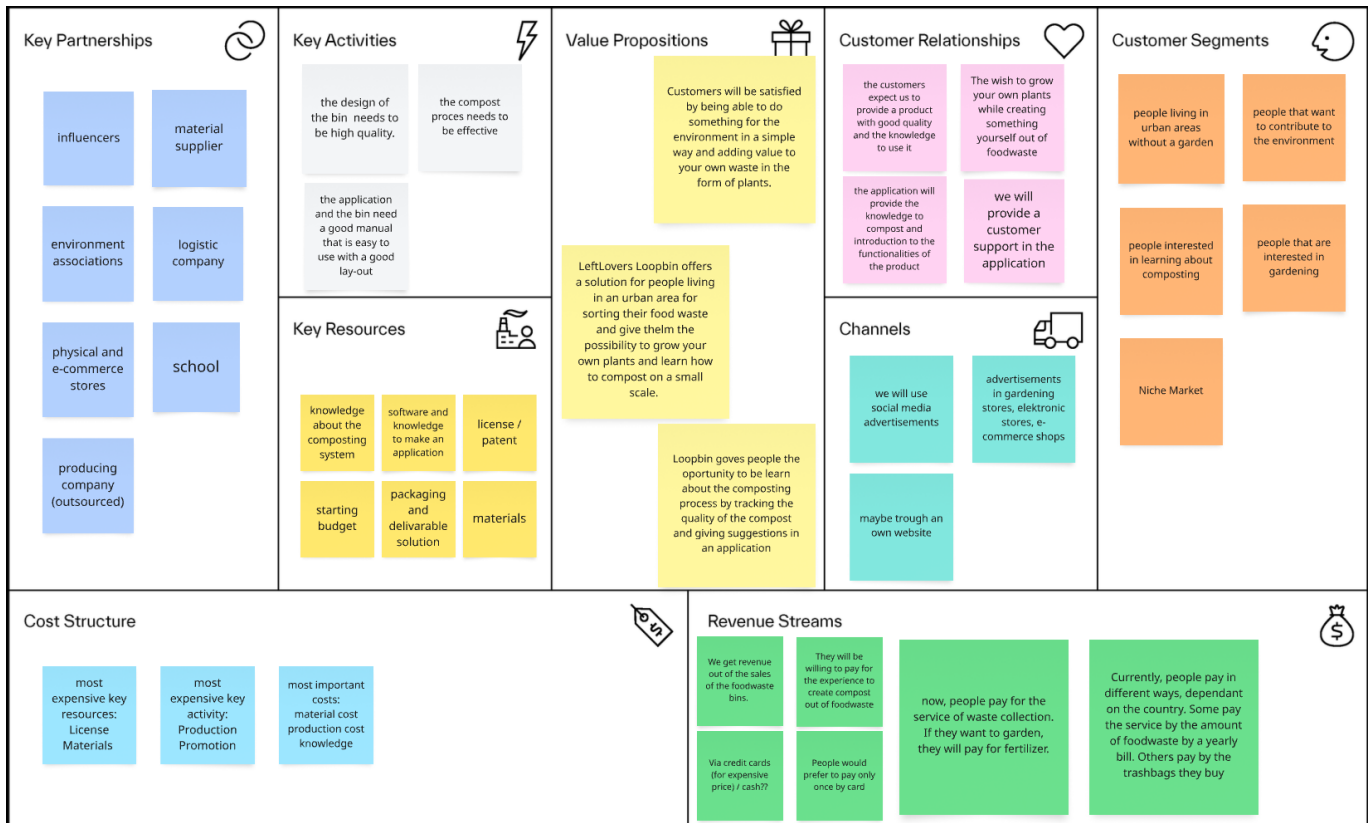 Key Partnerships
influencers
material
supplier
environment
associations
logistic
company
physical and
e-commerce
stores
school
producing
company
(outsourced)
Key Activities
the design of
the bin needs to
be high quality.
the compost
proces needs to
be effective
the application
and the bin need
a good manual
that is easy to
use with a good
lay-out
Key Resources
knowledge
about the
composting
system
software and
knowledge
to make an
application
license /
patent
starting
budget
packaging
and
delivarable
solution
materials
Value Propositions
Customers will be satisfied
by being able to do
something for the
environment in a simple
way and adding value to
your own waste in the
form of plants.
LeftLovers Loopbin offers
a solution for people living
in an urban area for
sorting their food waste
and give thelm the
possibility to grow your
own plants and learn how
to compost on a small
scale.
Loopbin goves people the
oportunity to be learn
about the composting
process by tracking the
quality of the compost
and giving suggestions in
an application
Customer Relationships
the customers
expect us to
provide a product
with good quality
and the knowledge
to use it
The wish to grow
your own plants
while creating
something
yourself out of
foodwaste
the application will
provide the
knowledge to
compost and
introduction to the
functionalities of
the product
we will
provide a
customer
support in the
application
Channels
we will use
social media
advertisements
advertisements
in gardening
stores, elektronic
stores, e-
commerce shops
maybe trough an
own website
Customer Segments
people living in
urban areas
without a garden
people that want
to contribute to
the environment
people interested
in learning about
composting
people that are
interested in
gardening
Niche Market
Cost Structure
most
expensive key
resources:
License
Materials
most
expensive key
activity:
Production
Promotion
most important
costs:
material cost
production cost
knowledge
Revenue Streams
We get revenue
out of the sales
of the foodwaste
bins.
They will be
willing to pay for
the experience to
create compost
out of foodwaste
Via credit cards
(for expensive
price) / cash??
People would
prefer to pay only
once by card
now, people pay for the
service of waste collection.
If they want to garden,
they will pay for fertilizer.
Currently, people pay in
different ways, dependant
on the country. Some pay
the service by the amount
of foodwaste by a yearly
bill. Others pay by the
trashbags they buy